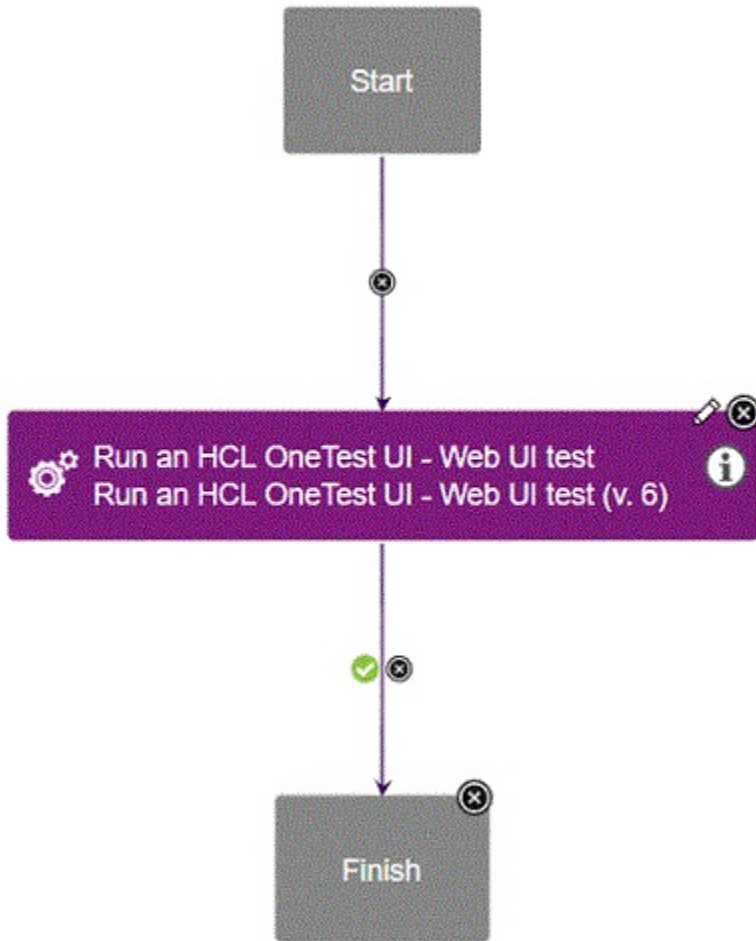 Start
Run an HCL OneTest UI - Web UI test
Run an HCL OneTest UI - Web UI test (v. 6)
Finish